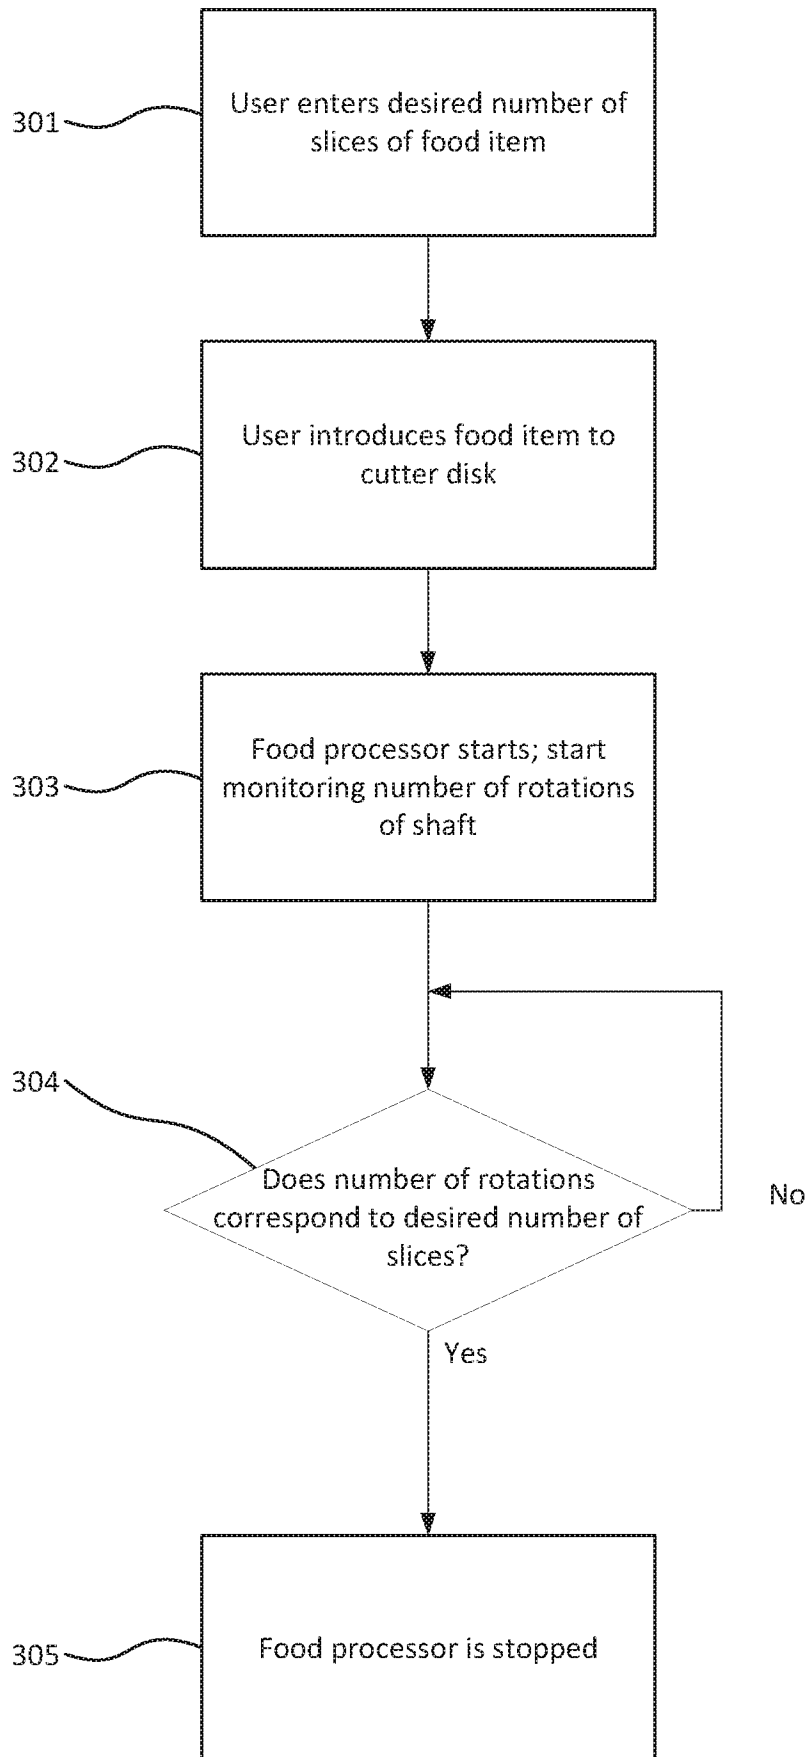 301
User enters desired number of
slices of food item
302
User introduces food item to
cutter disk
303
Food processor starts; start
monitoring number of rotations
of shaft
304
Does number of rotations
correspond to desired number of
slices?
No
Yes
305
Food processor is stopped